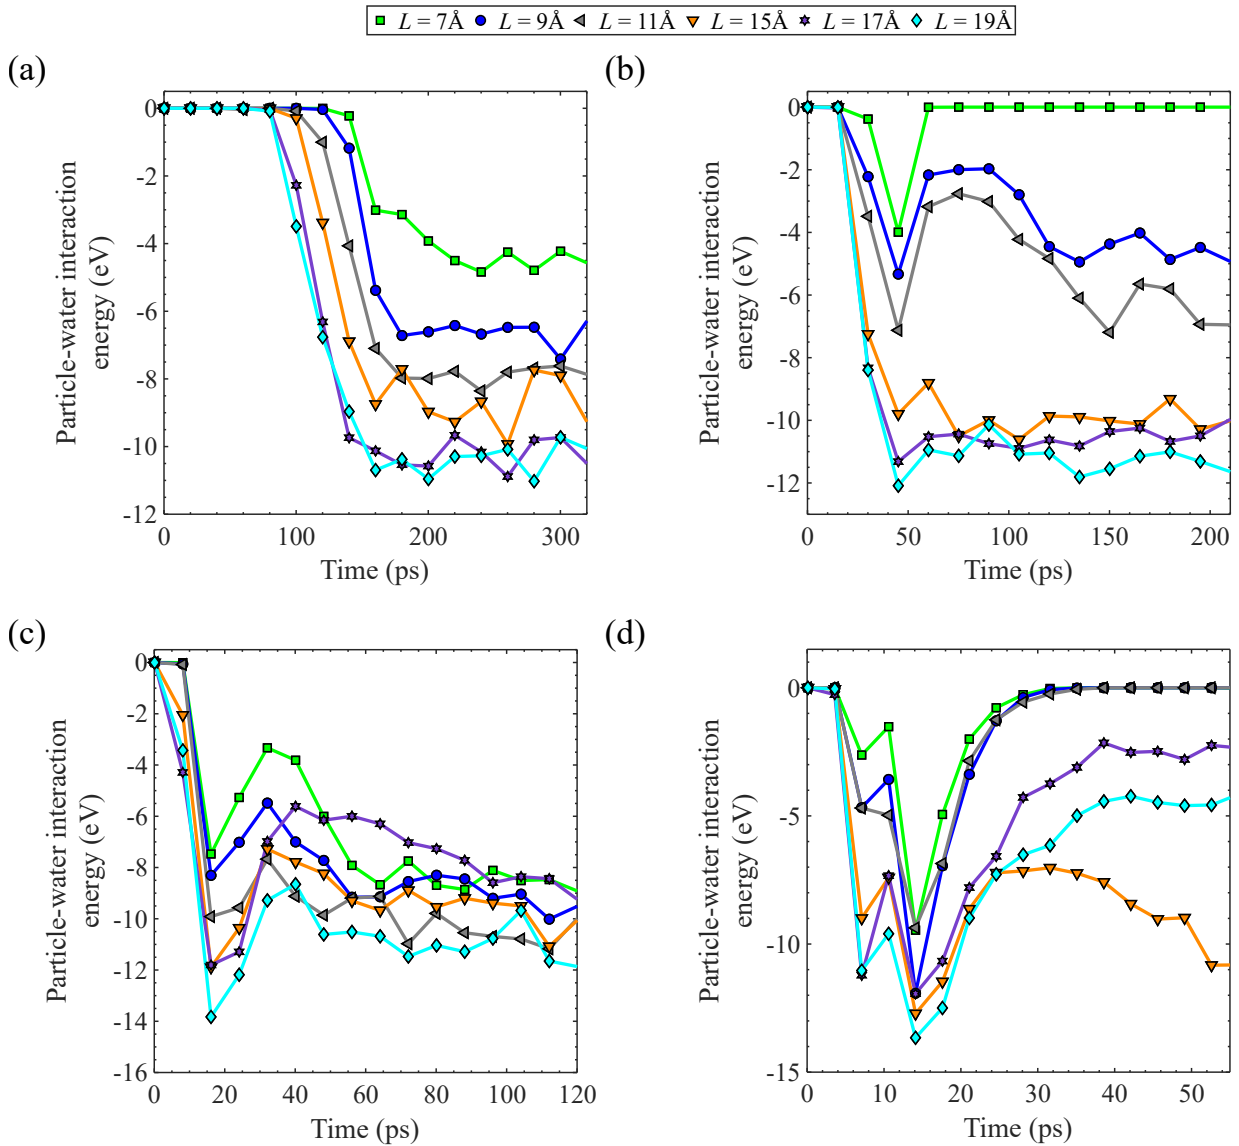 L = 7Å L = 9Å L = 11Å L = 15Å L = 17Å L = 19Å
(a)
0
-2
-4
-6
-8
-10
-12
0 100 200 300
Particle-water interaction
energy (eV)
Time (ps)
(b)
0
-2
-4
-6
-8
-10
-12
0 50 100 150 200
Particle-water interaction
energy (eV)
Time (ps)
(c)
0
-2
-4
-6
-8
-10
-12
-14
-16
0 20 40 60 80 100 120
Particle-water interaction
energy (eV)
Time (ps)
(d)
0
-5
-10
-15
0 10 20 30 40 50
Particle-water interaction
energy (eV)
Time (ps)